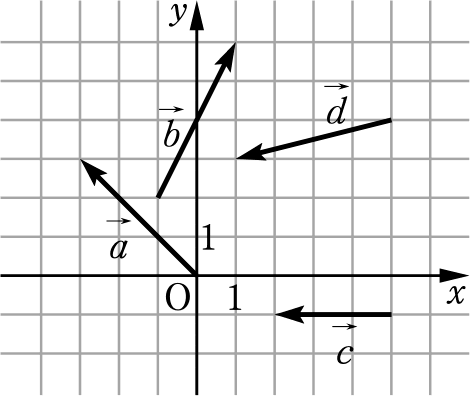 y
b⃗
d⃗
a⃗
1
O
1
x
c⃗